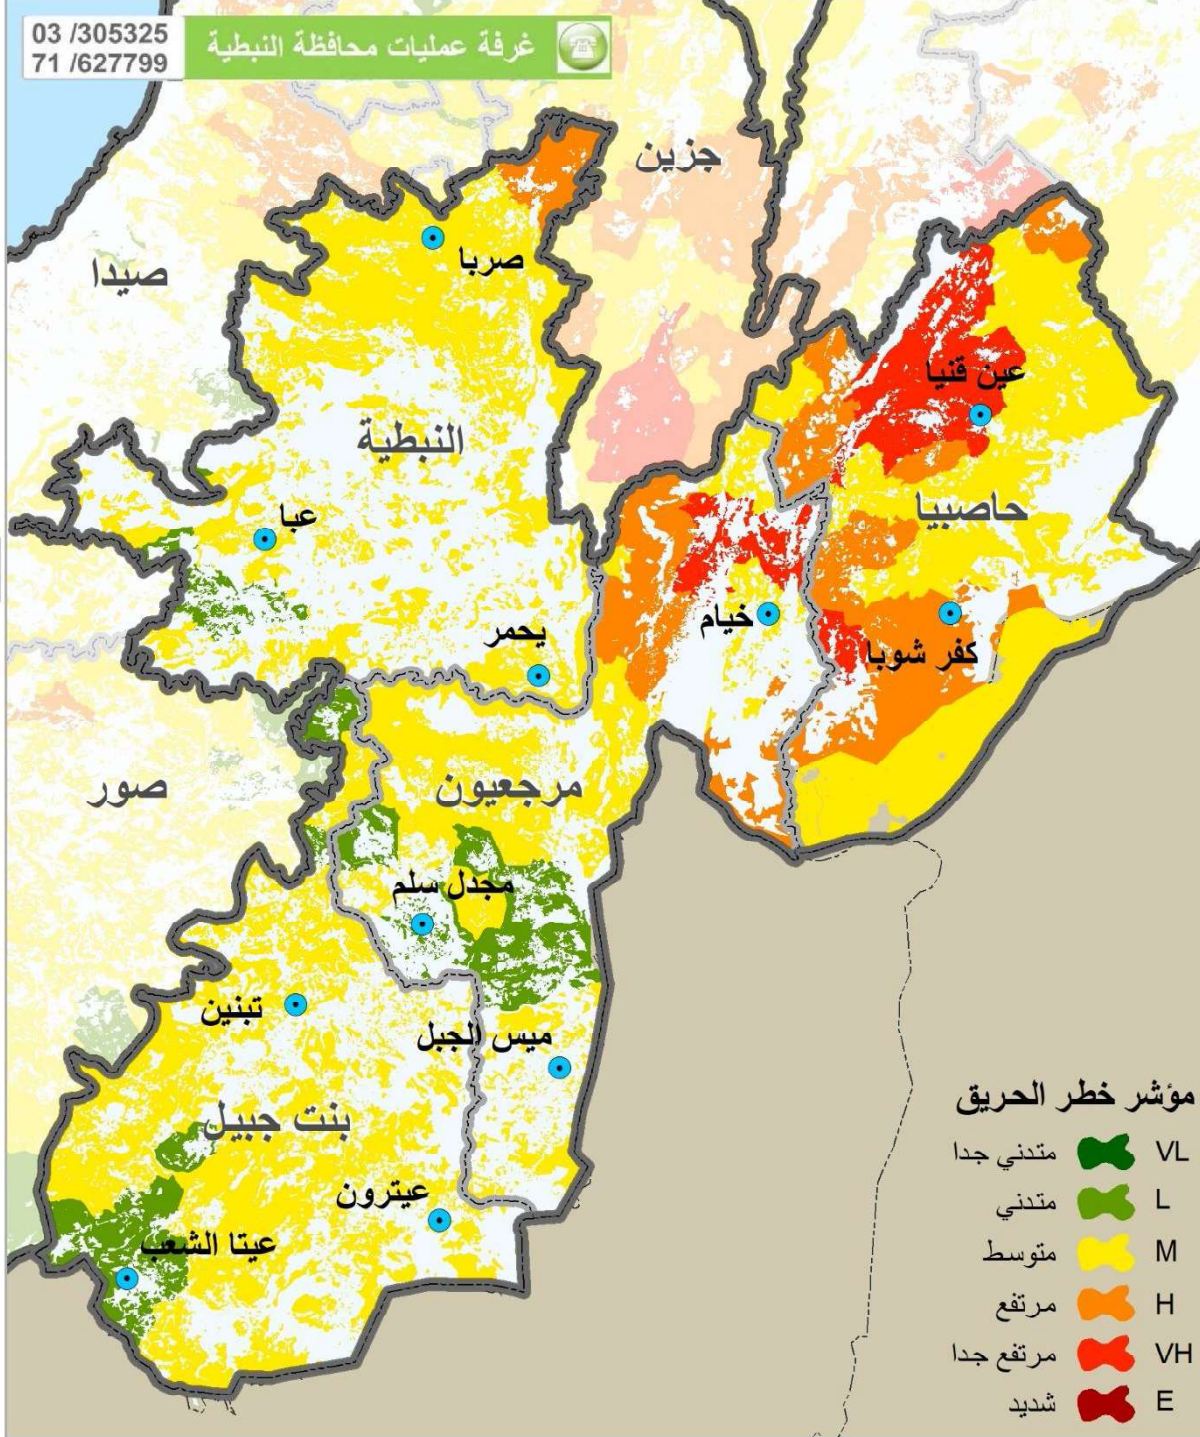 03 /305325
71 /627799
غرفة عمليات محافظة النبطية
جزين
صربا
صيدا
عين قنيا
النبطية
حاصبيا
عبا
خيام
يحمر
كفر شوبا
مرجعيون
صور
مجدل سلم
تبنين
ميس الجبل
بنت جبيل
عيترون
عيتا الشعب
مؤشر خطر الحريق
VL متدني جدا
L متدني
M متوسط
H مرتفع
VH مرتفع جدا
E شديد